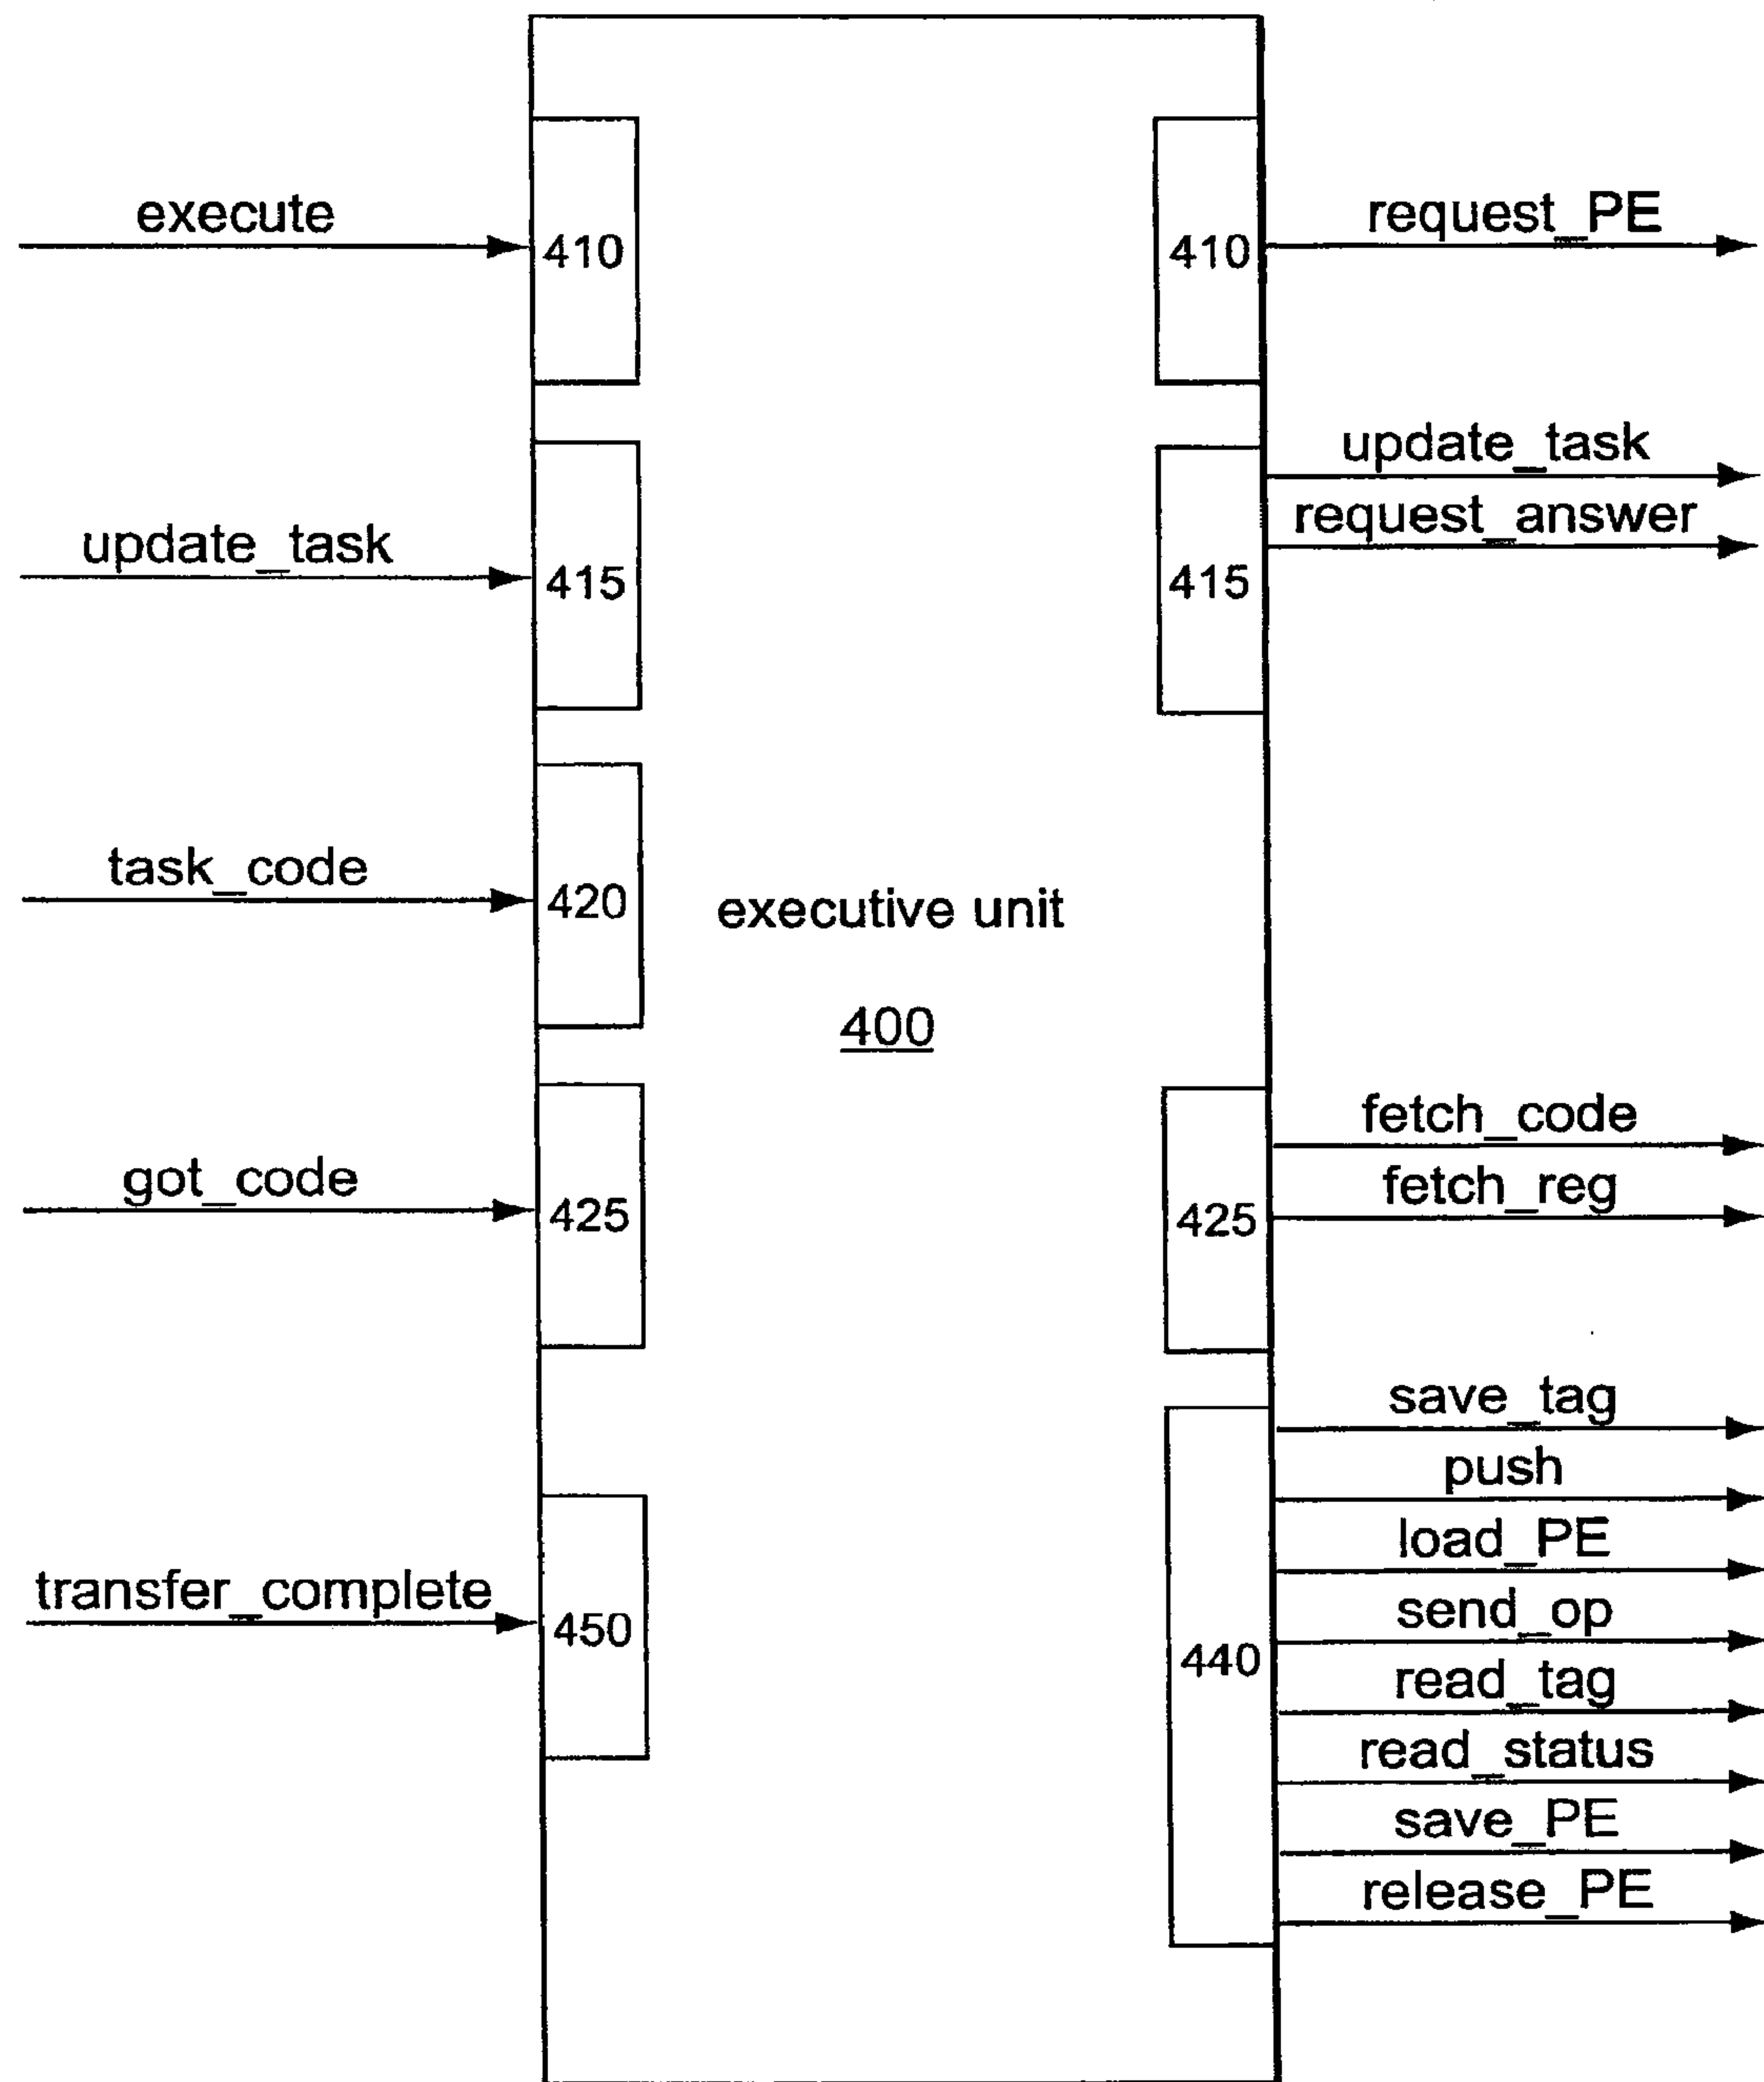 execute
410
410
request_PE
update_task
request_answer
update_task
415
415
task_code
420
executive unit
400
got_code
425
425
fetch_code
fetch_reg
save_tag
push
load_PE
send_op
read_tag
read_status
save_PE
release_PE
transfer_complete
450
440